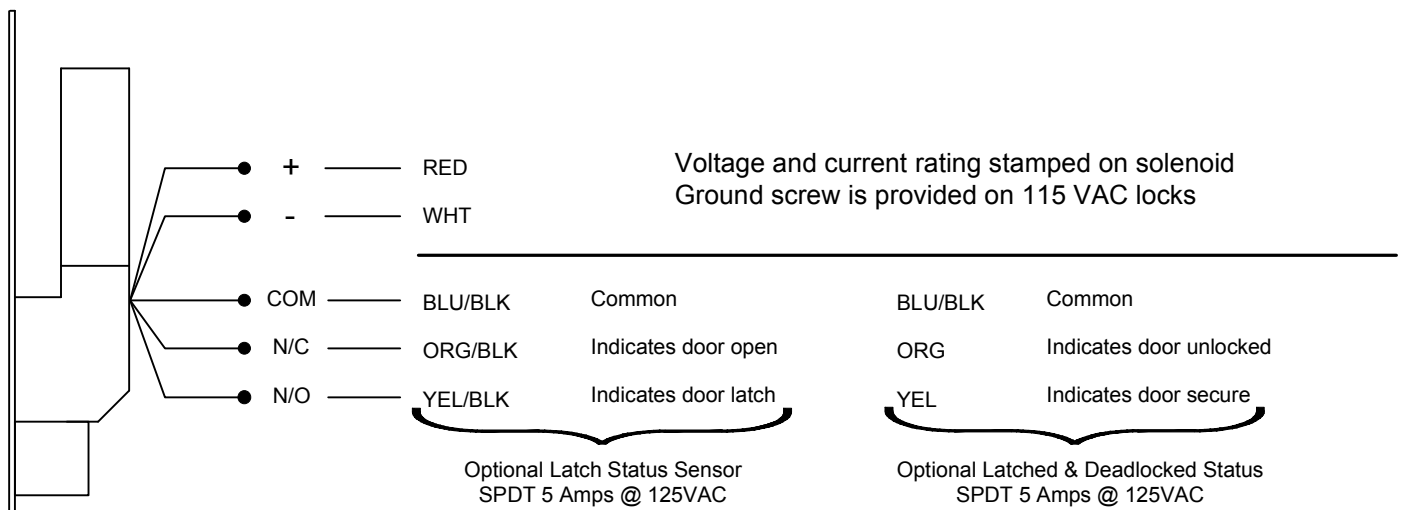 + RED
Voltage and current rating stamped on solenoid
Ground screw is provided on 115 VAC locks
- WHT
COM BLU/BLK Common BLU/BLK Common
N/C ORG/BLK Indicates door open ORG Indicates door unlocked
N/O YEL/BLK Indicates door latch YEL Indicates door secure
Optional Latch Status Sensor
SPDT 5 Amps @ 125VAC
Optional Latched & Deadlocked Status
SPDT 5 Amps @ 125VAC